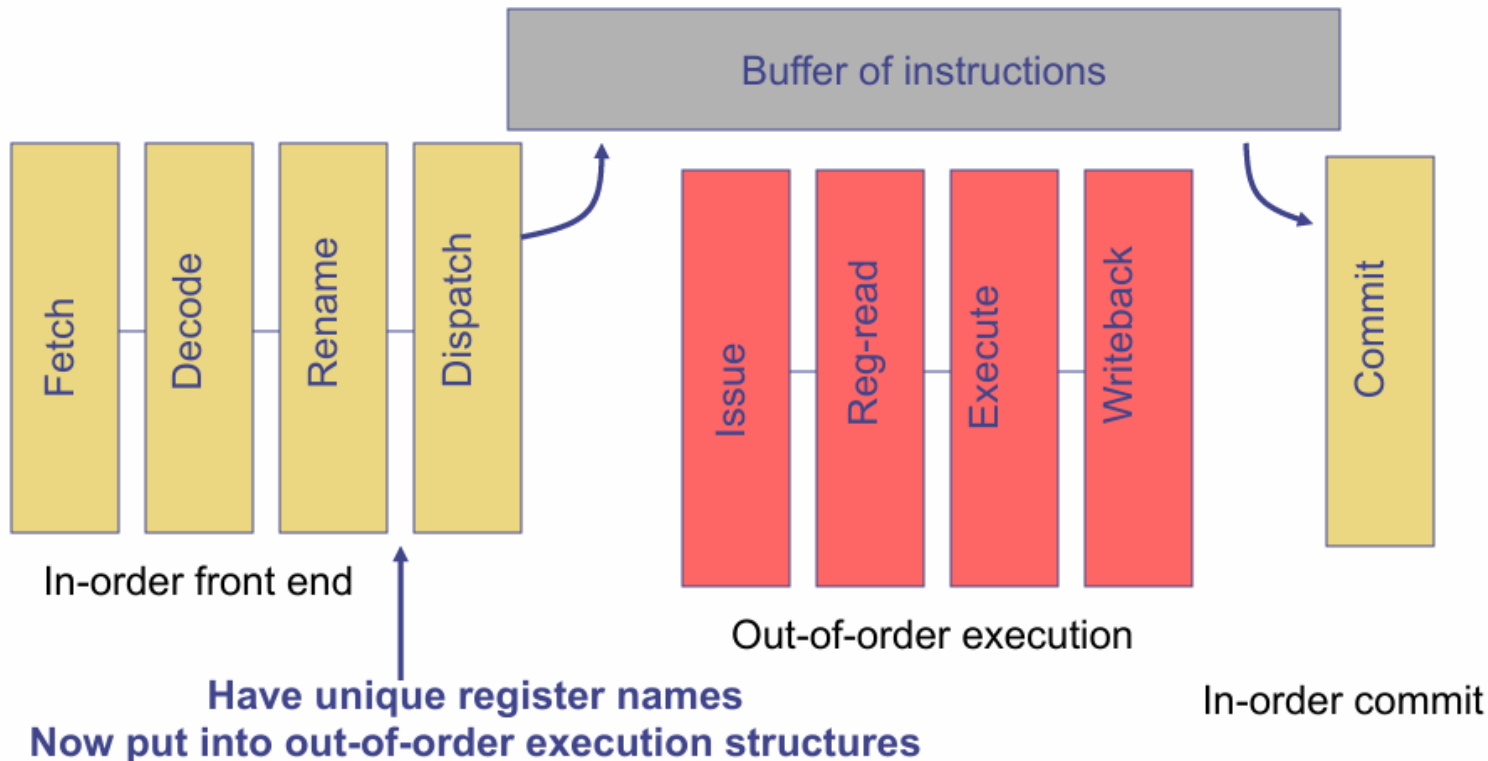 Buffer of instructions
Fetch
Decode
Rename
Dispatch
Issue
Reg-read
Execute
Writeback
Commit
In-order front end
Out-of-order execution
In-order commit
Have unique register names
Now put into out-of-order execution structures